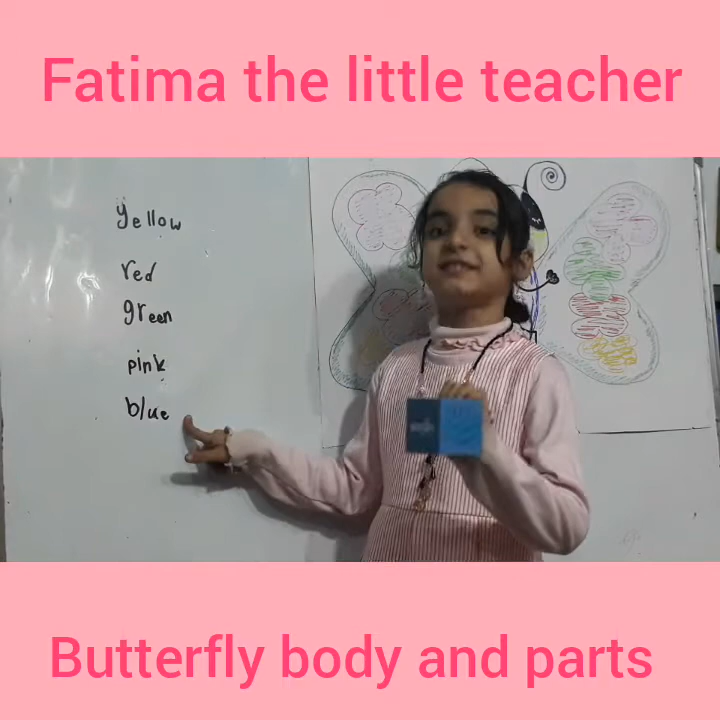 Fatima the little teacher
yellow
red
green
pink
blue
Butterfly body and parts